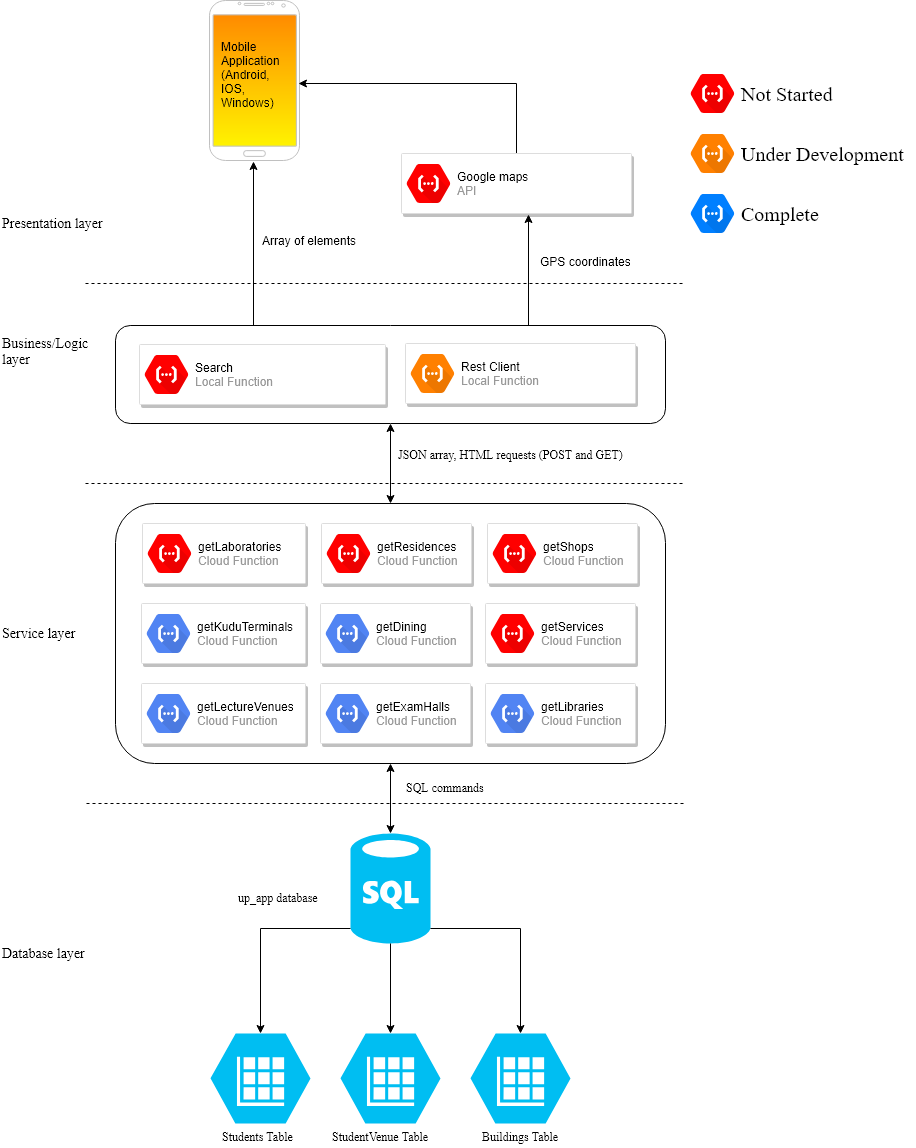 Mobile
Application
(Android,
IOS,
Windows)
Not Started
Under Development
Complete
Google maps
API
Presentation layer
Array of elements
GPS coordinates
Business/Logic
layer
Search
Local Function
Rest Client
Local Function
JSON array, HTML requests (POST and GET)
Service layer
getLaboratories
Cloud Function
getResidences
Cloud Function
getShops
Cloud Function
getKuduTerminals
Cloud Function
getDining
Cloud Function
getServices
Cloud Function
getLectureVenues
Cloud Function
getExamHalls
Cloud Function
getLibraries
Cloud Function
SQL commands
SQL
up_app database
Database layer
Students Table
StudentVenue Table
Buildings Table